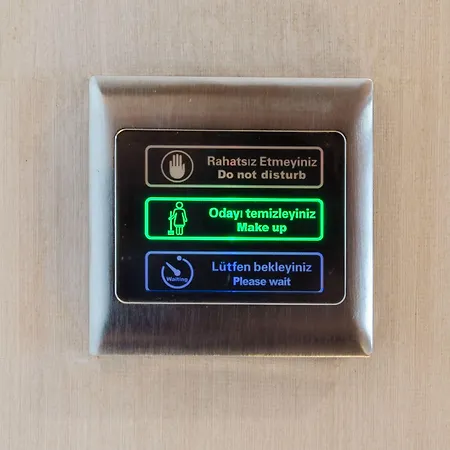 Rahatsız Etmeyiniz
Do not disturb
Odayı temizleyiniz
Make up
Lütfen bekleyiniz
Please wait
Waiting